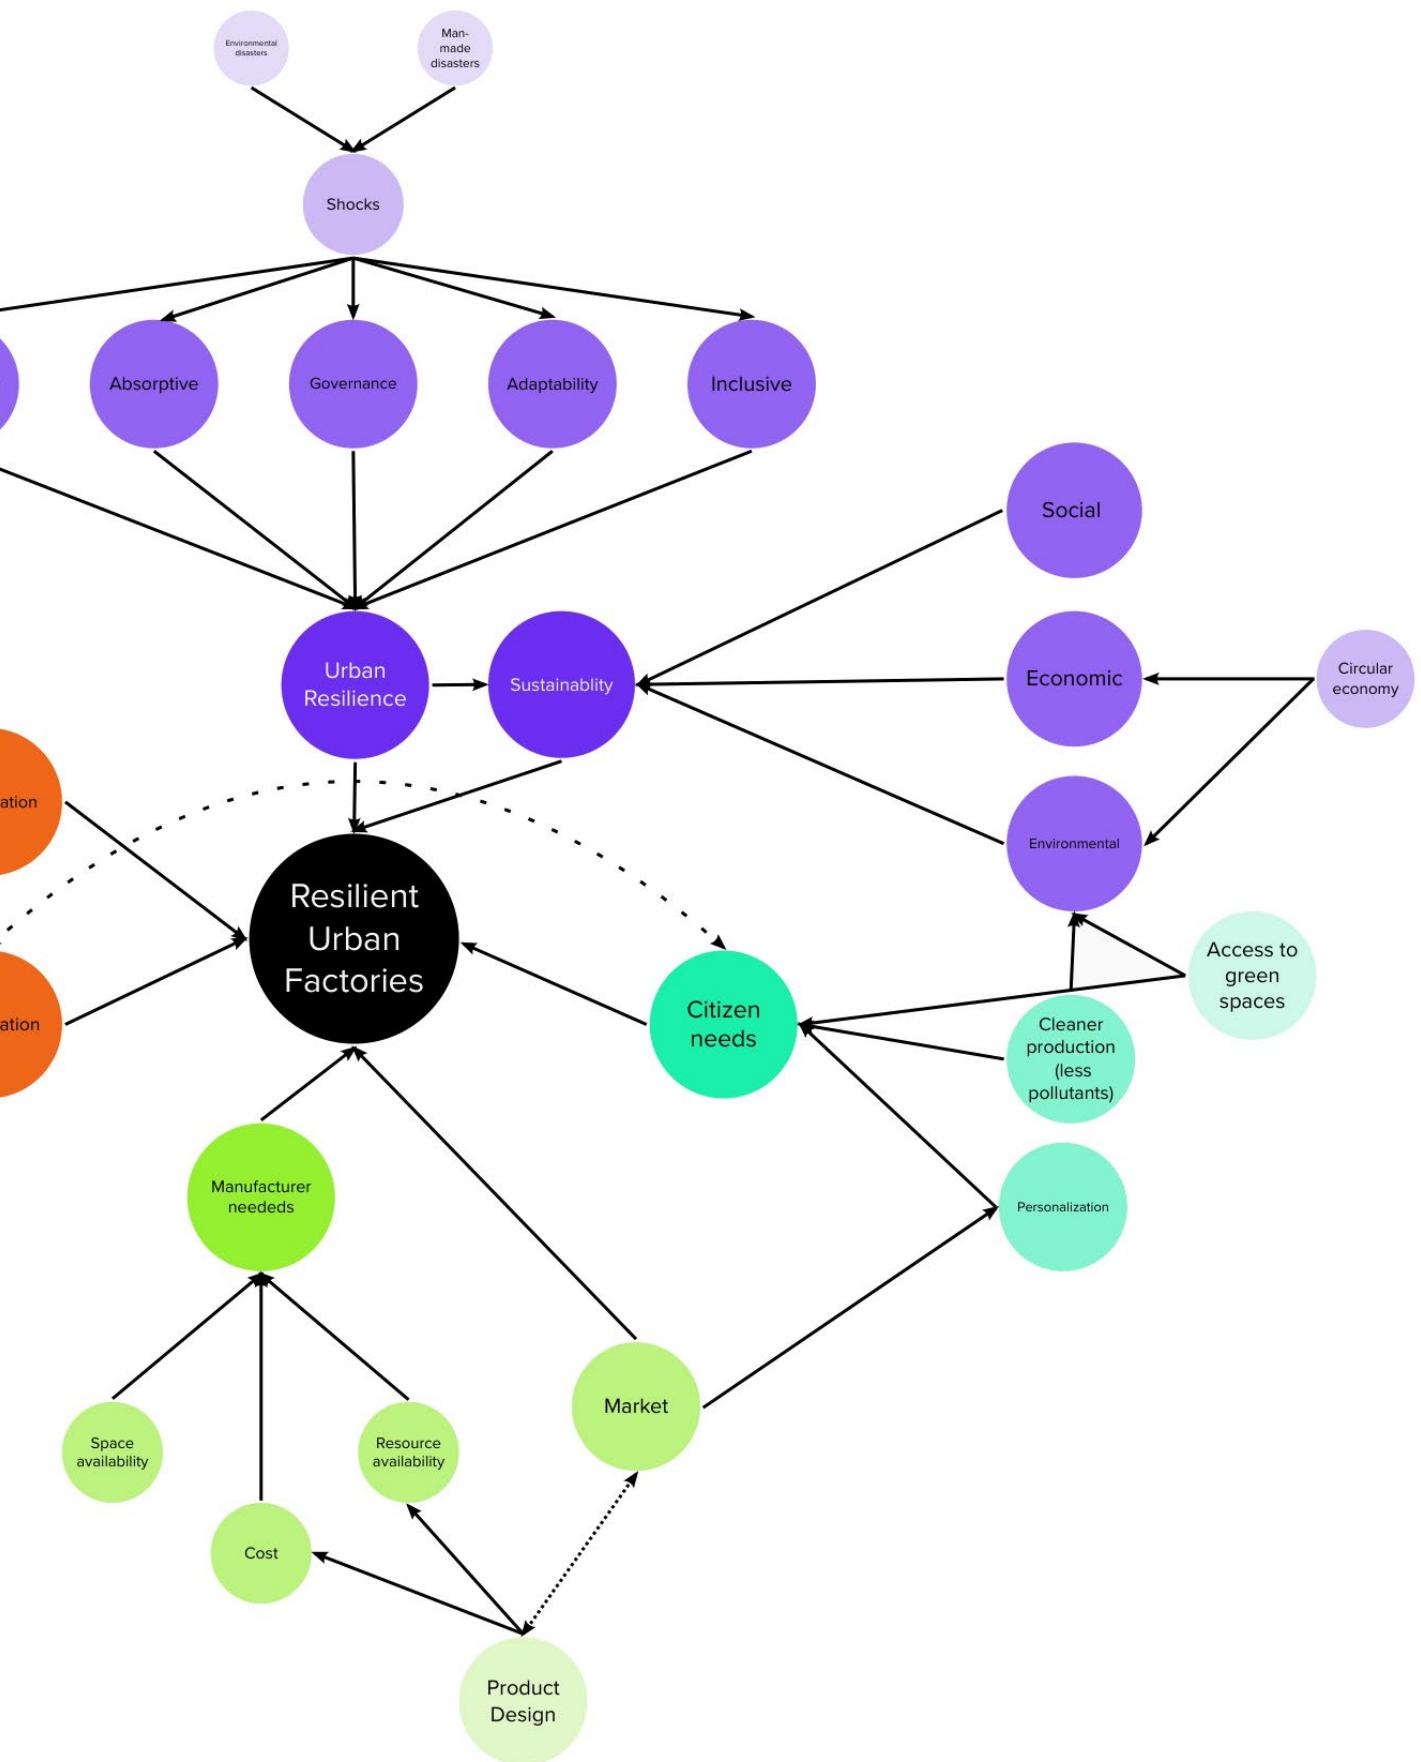 Environmental
disasters
Man-
made
disasters
Shocks
Absorptive
Governance
Adaptability
Inclusive
Social
Urban
Resilience
Sustainablity
Economic
Circular
economy
ation
Environmental
Resilient
Urban
Factories
Access to
green
spaces
Citizen
needs
ation
Cleaner
production
(less
pollutants)
Manufacturer
neededs
Personalization
Market
Space
availability
Resource
availability
Cost
Product
Design